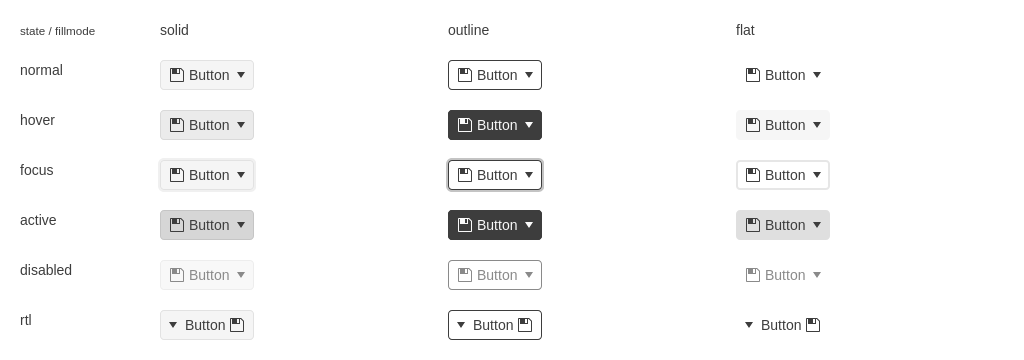 state / fillmode solid outline flat
normal Button Button Button
hover Button Button Button
focus Button Button Button
active Button Button Button
disabled Button Button Button
rtl Button Button Button